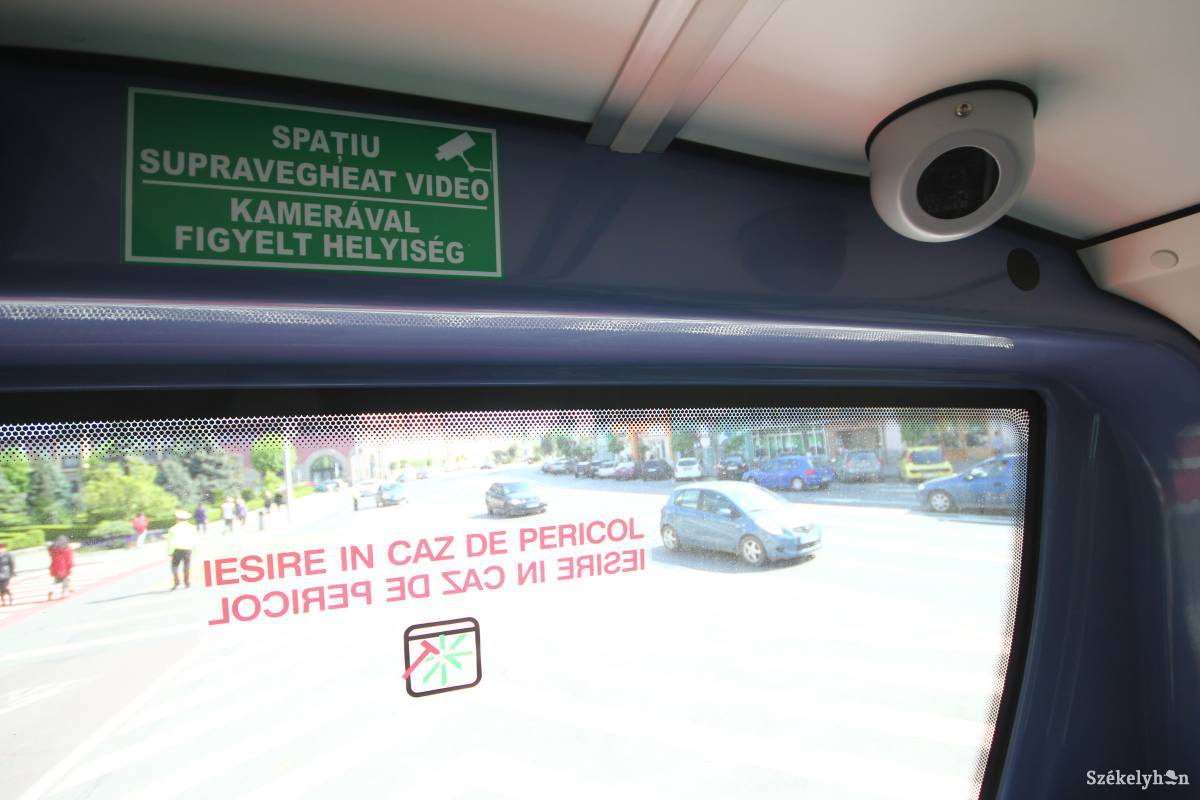 SPAȚIU
SUPRAVEGHEAT VIDEO
KAMERÁVAL
FIGYELT HELYISÉG
IESIRE IN CAZ DE PERICOL
IESIRE IN CAZ DE PERICOL
Székelyhon